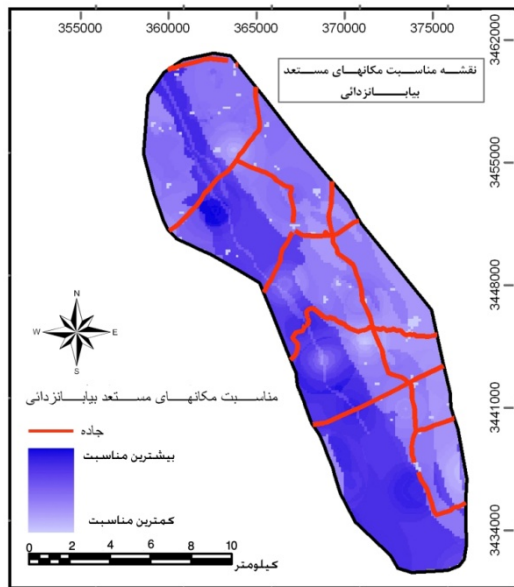 355000 360000 365000 370000 375000
3462000
3455000
3448000
3441000
3434000
نقشه مناسبت مکانهای مستعد
بیابانزدائی
N
W E
S
مناسبت مکانهای مستعد بیابانزدائی
جاده
بیشترین مناسبت
کمترین مناسبت
0 2 4 6 8 10
کیلومتر